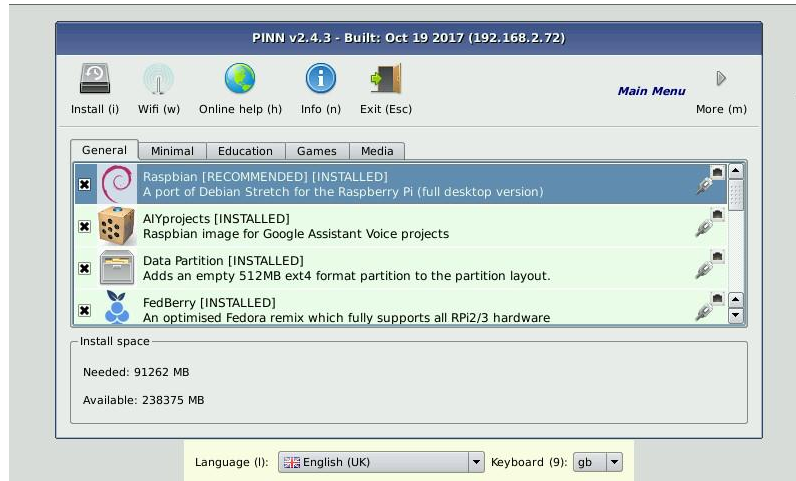 PINN v2.4.3 - Built: Oct 19 2017 (192.168.2.72)
Install (i) Wifi (w) Online help (h) Info (n) Exit (Esc) Main Menu More (m)
General Minimal Education Games Media
Raspbian [RECOMMENDED] [INSTALLED]
A port of Debian Stretch for the Raspberry Pi (full desktop version)
AIYprojects [INSTALLED]
Raspbian image for Google Assistant Voice projects
Data Partition [INSTALLED]
Adds an empty 512MB ext4 format partition to the partition layout.
FedBerry [INSTALLED]
An optimised Fedora remix which fully supports all RPi2/3 hardware
Install space
Needed: 91262 MB
Available: 238375 MB
Language (l): English (UK) Keyboard (9): gb